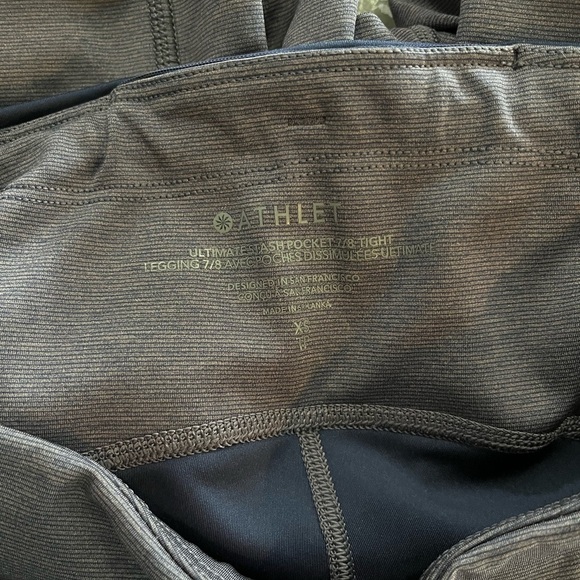 ATHLET
ULTIMATE STASH POCKET 7/8 TIGHT
LEGGING 7/8 AVEC POCHES DISSIMULÉES ULTIMATE
DESIGNED IN SAN FRANCISCO
CONÇU À SAN FRANCISCO
MADE IN